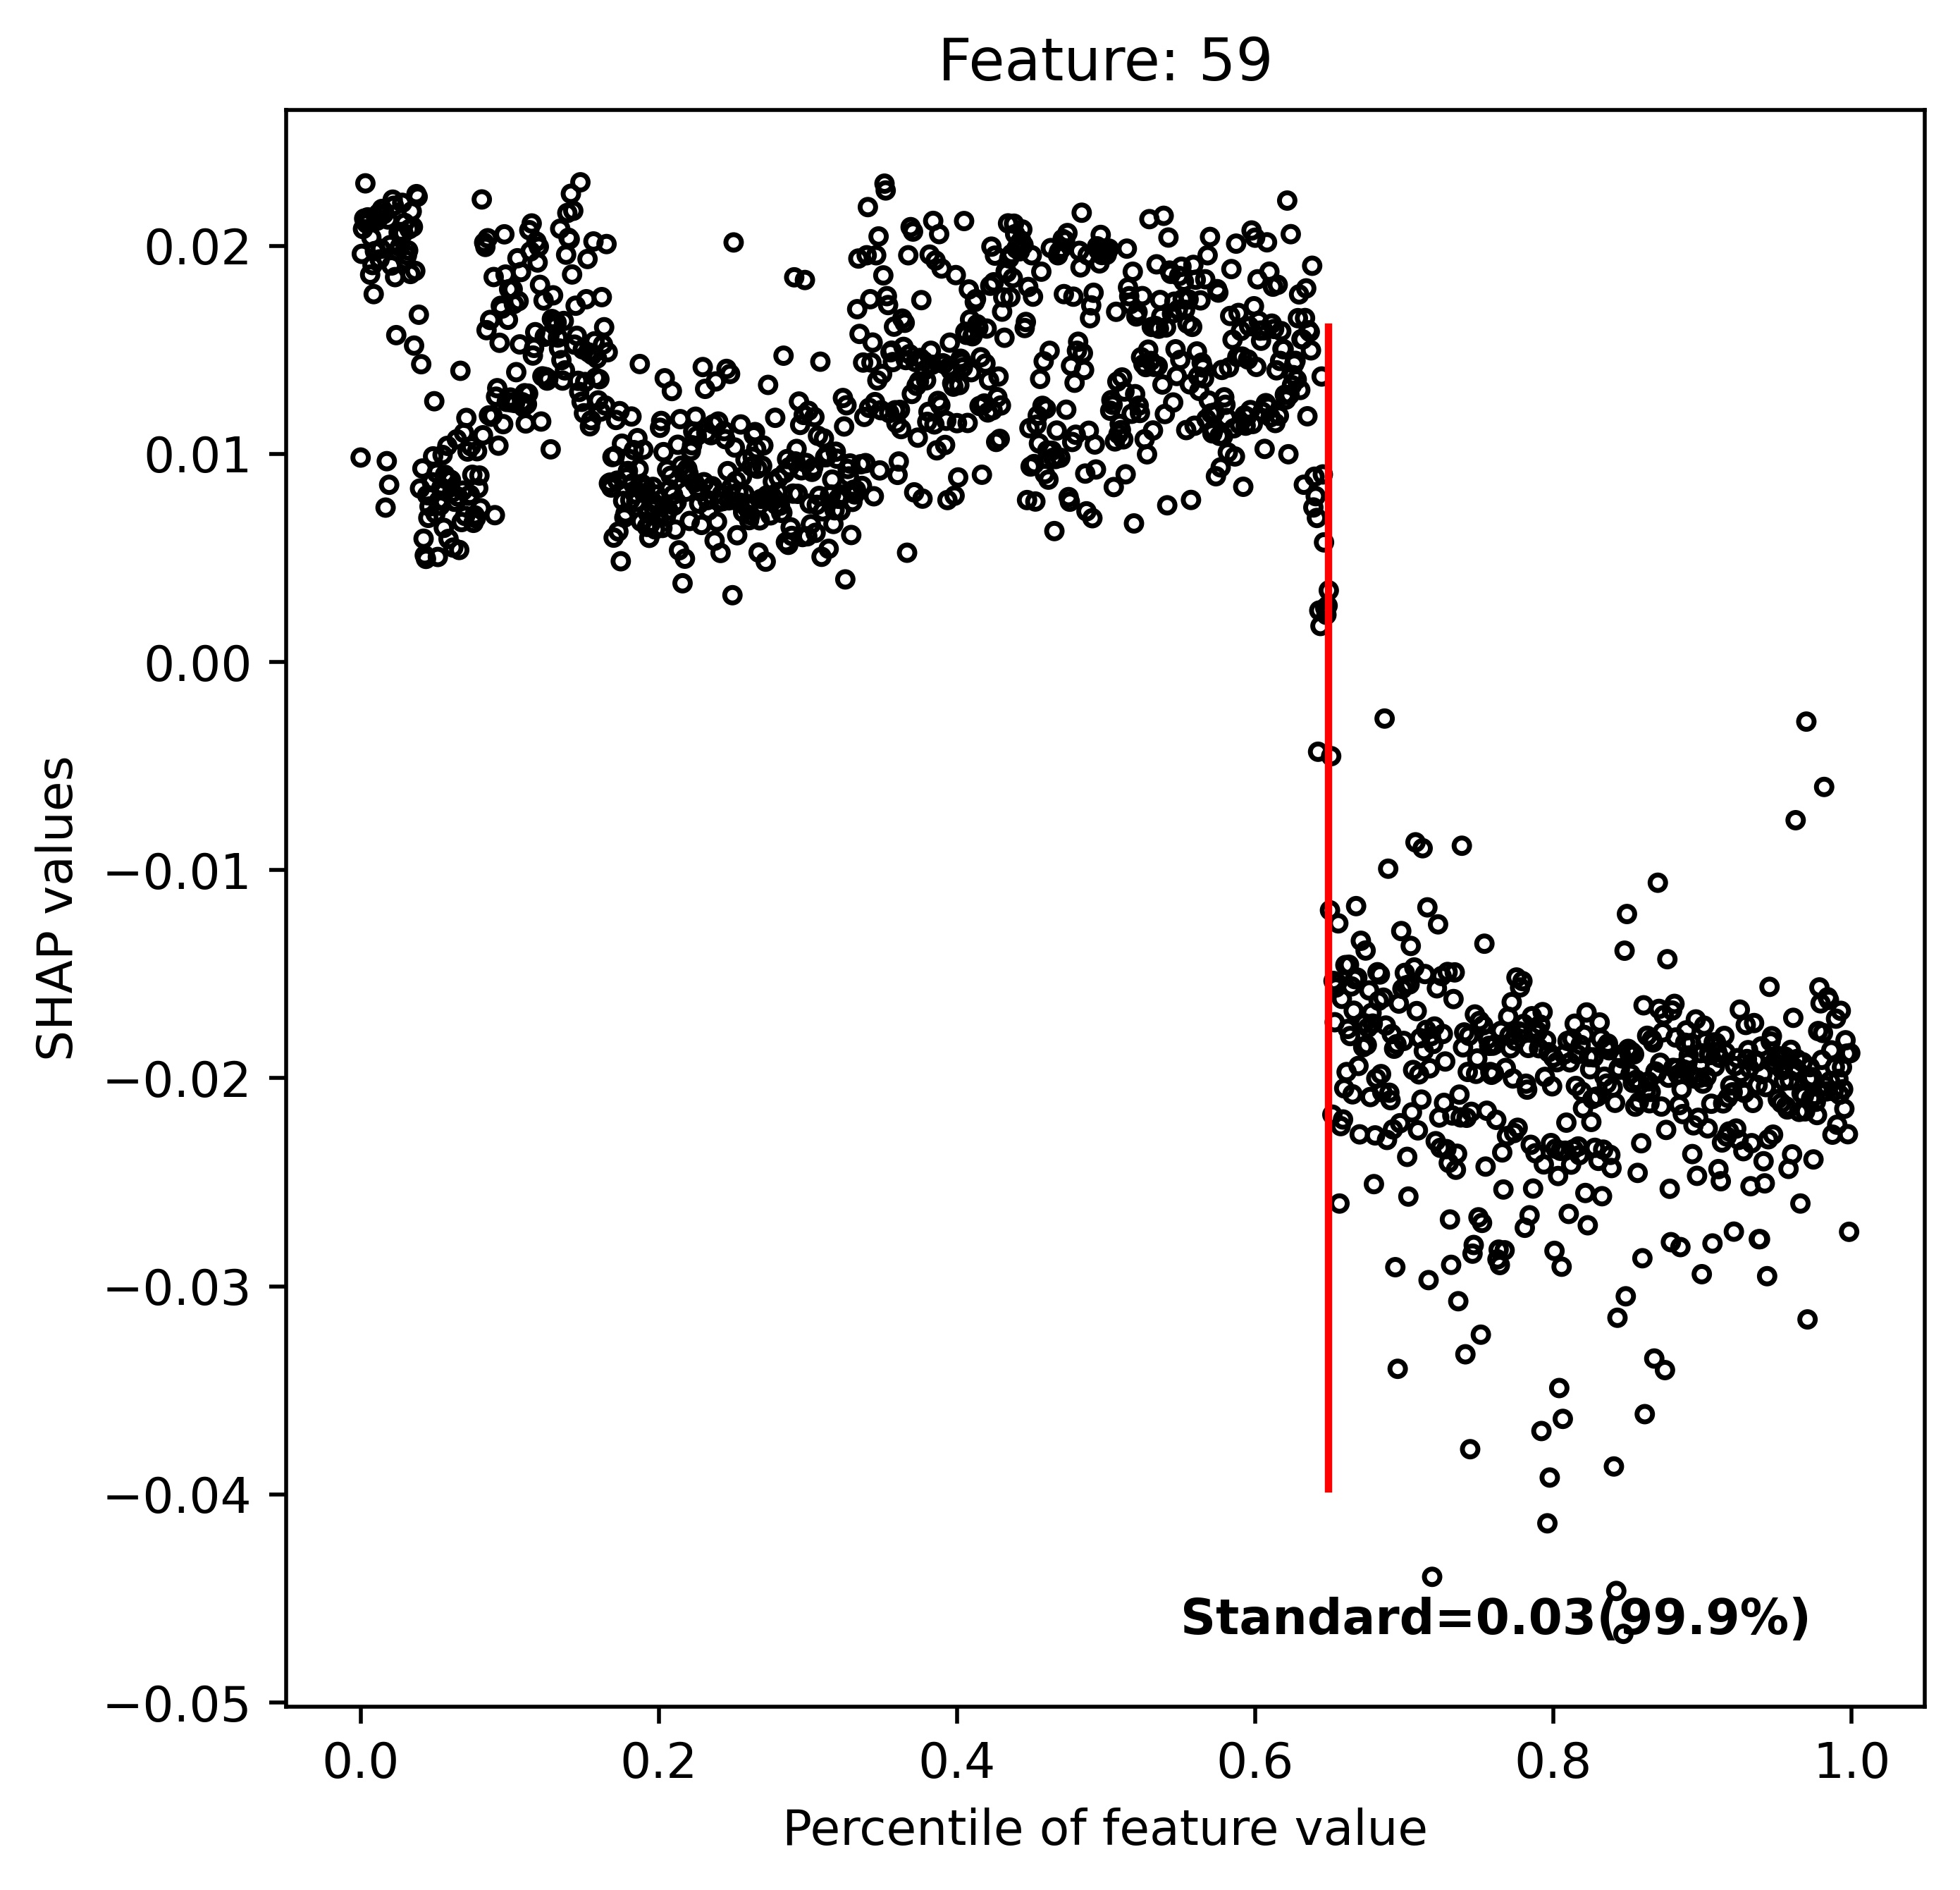 Feature: 59
SHAP values
0.02
0.01
0.00
−0.01
−0.02
−0.03
−0.04
−0.05
Standard=0.03(99.9%)
0.0 0.2 0.4 0.6 0.8 1.0
Percentile of feature value